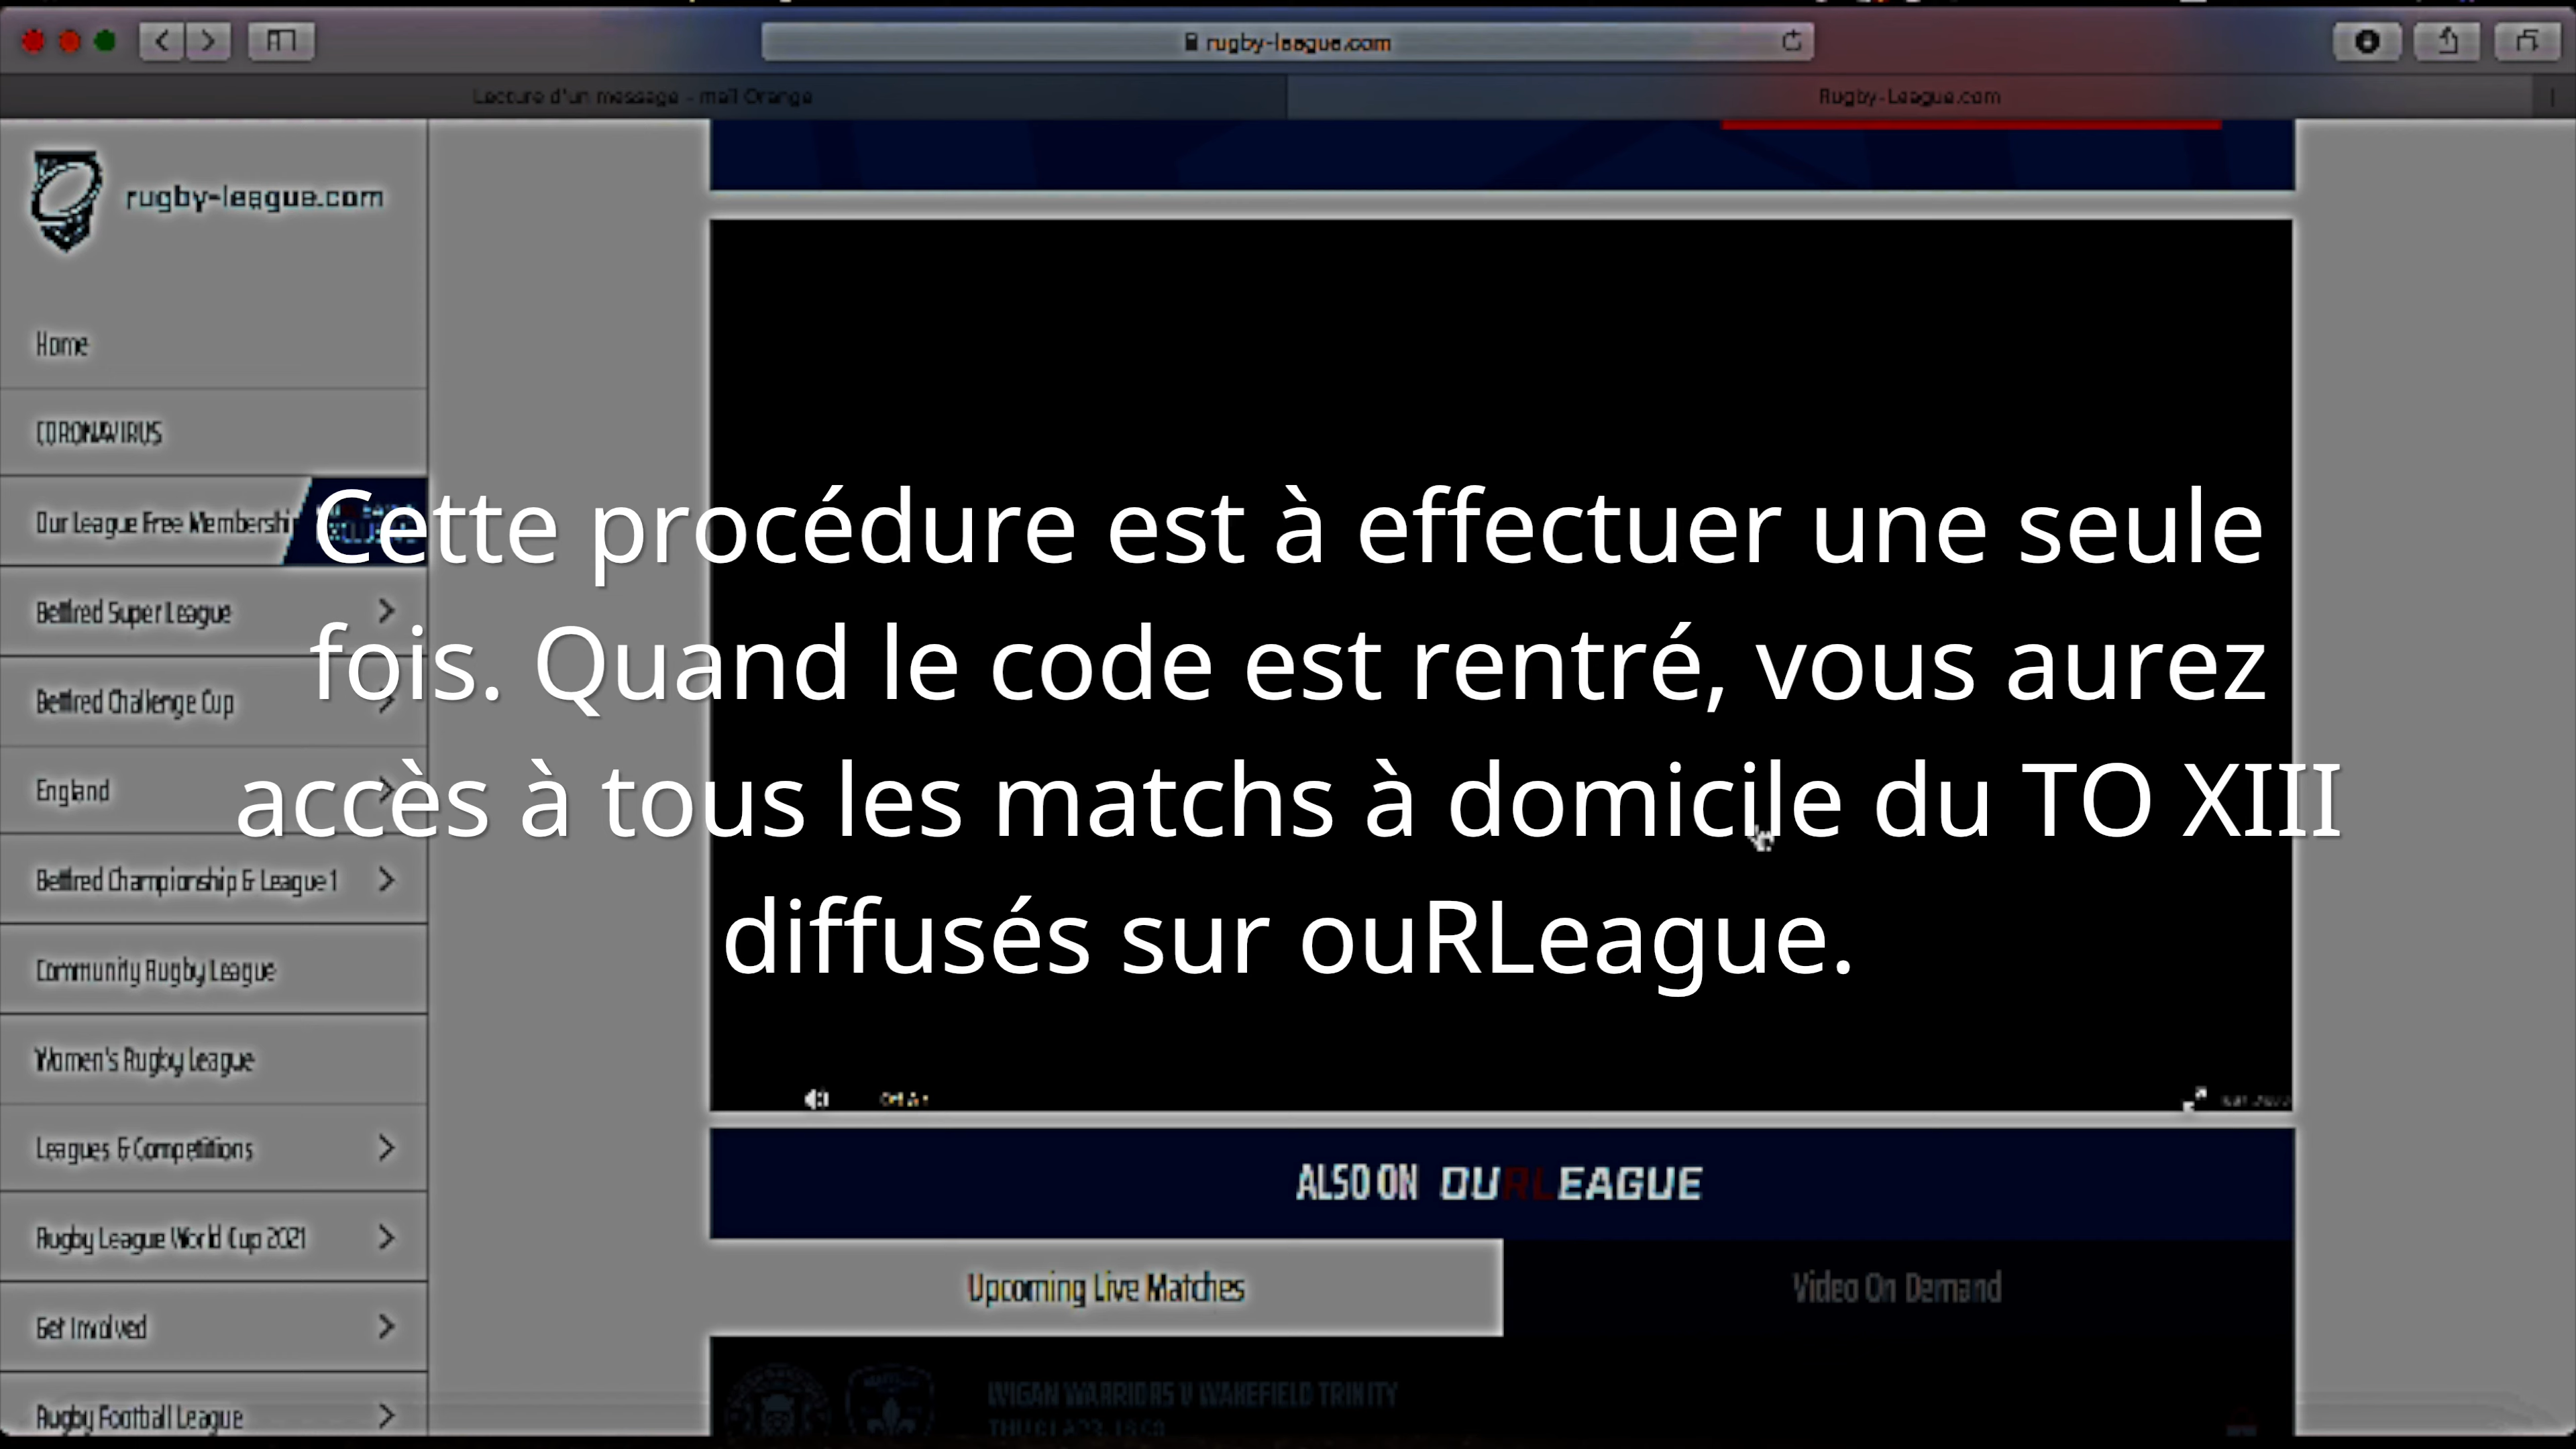 rugby-league.com
Lecture d'un message - mail Orange
Rugby-League.com
rugby-league.com
Home
CORONAVIRUS
Our League Free Membership
Betfred Super League
Betfred Challenge Cup
England
Betfred Championship & League 1
Community Rugby League
Women's Rugby League
Leagues & Competitions
Rugby League World Cup 2021
Get Involved
Rugby Football League
Cette procédure est à effectuer une seule
fois. Quand le code est rentré, vous aurez
accès à tous les matchs à domicile du TO XIII
diffusés sur ouRLeague.
ALSO ON OURLEAGUE
Upcoming Live Matches
Video On Demand
WIGAN WARRIORS V WAKEFIELD TRINITY